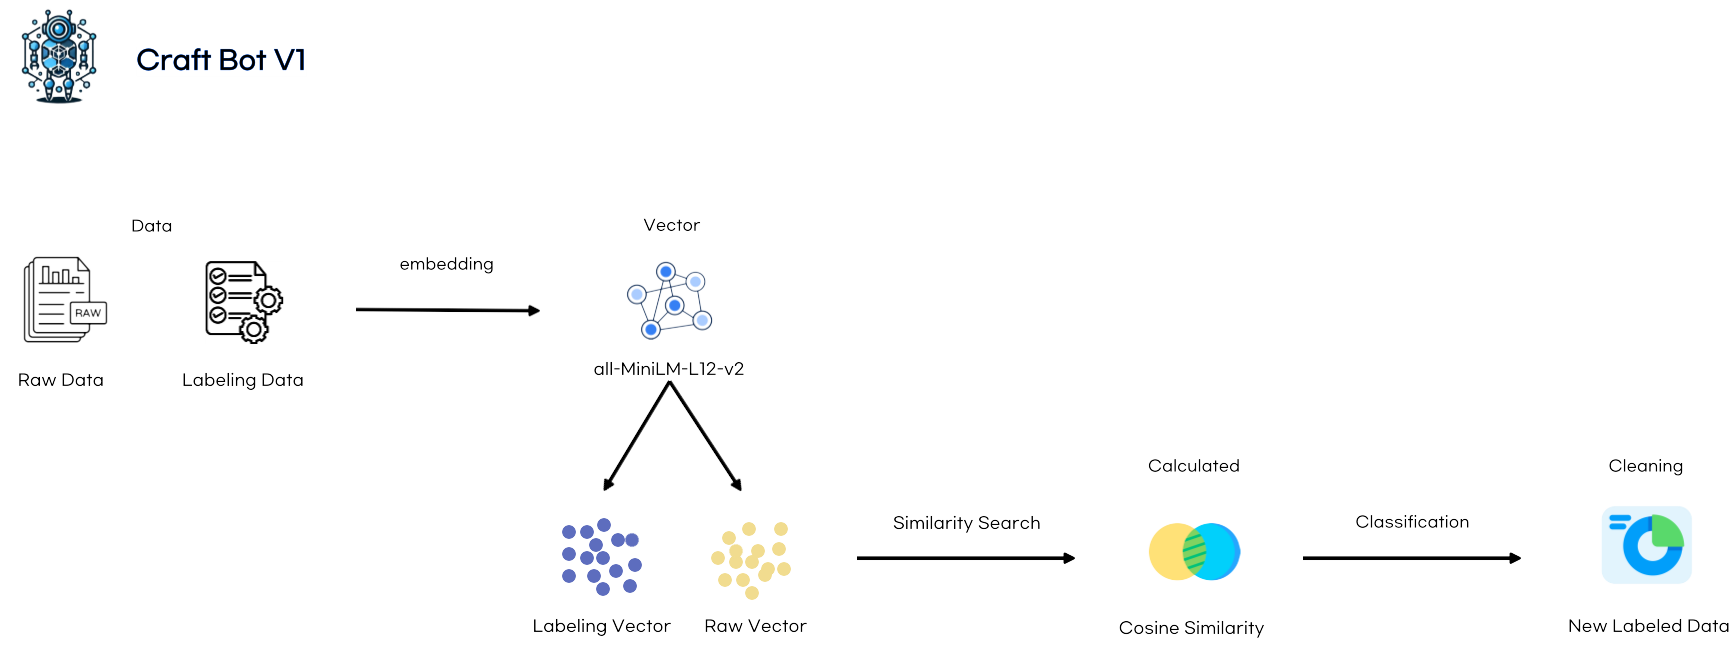 Craft Bot V1
Data
Vector
embedding
RAW
all-MiniLM-L12-v2
Raw Data
Labeling Data
Calculated
Cleaning
Similarity Search
Classification
Labeling Vector
Raw Vector
Cosine Similarity
New Labeled Data